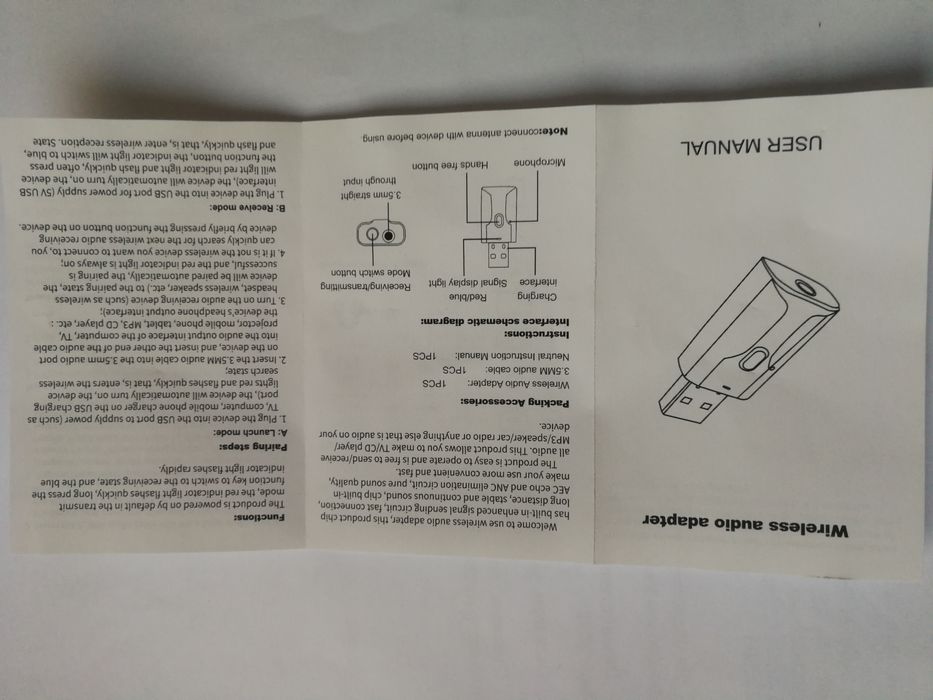 Wireless audio adapter
USER MANUAL
Welcome to use wireless audio adapter, this product chip
has built-in enhanced signal sending circuit, fast connection,
long distance, stable and continuous sound, chip built-in
AEC echo and ANC elimination circuit, pure sound quality,
make your use more convenient and fast.
The product is easy to operate and is free to send/receive
all audio. This product allows you to make TV/CD player/
MP3/speaker/car radio or anything else that is audio on your
device.
Packing Accessories:
Wireless Audio Adapter: 1PCS
3.5MM audio cable: 1PCS
Neutral Instruction Manual: 1PCS
Instructions:
Interface schematic diagram:
Charging
Interface
Red/blue
Signal display light
Receiving/transmitting
Mode switch button
Microphone
Hands free button
3.5mm straight
through input
Note:connect antenna with device before using
Functions:
The product is powered on by default in the transmit
mode, the red indicator light flashes quickly, long press the
function key to switch to the receiving state, and the blue
indicator light flashes rapidly.
Pairing steps:
A: Launch mode:
1. Plug the device into the USB port to supply power (such as
TV, computer, mobile phone charger on the USB charging
port), the device will automatically turn on, the device
lights red and flashes quickly, that is, enters the wireless
search state;
2. Insert the 3.5MM audio cable into the 3.5mm audio port
on the device, and insert the other end of the audio cable
into the audio output interface of the computer, TV,
projector, mobile phone, tablet, MP3, CD player, etc. :
the device's headphone output interface);
3. Turn on the audio receiving device (such as wireless
headset, wireless speaker, etc.) to the pairing state, the
device will be paired automatically, the pairing is
successful, and the red indicator light is always on;
4. If it is not the wireless device you want to connect to, you
can quickly search for the next wireless audio receiving
device by briefly pressing the function button on the device.
B: Receive mode:
1. Plug the device into the USB port for power supply (5V USB
interface), the device will automatically turn on, the device
will light red indicator light and flash quickly, often press
the function button, the indicator light will switch to blue,
and flash quickly, that is, enter wireless reception. State